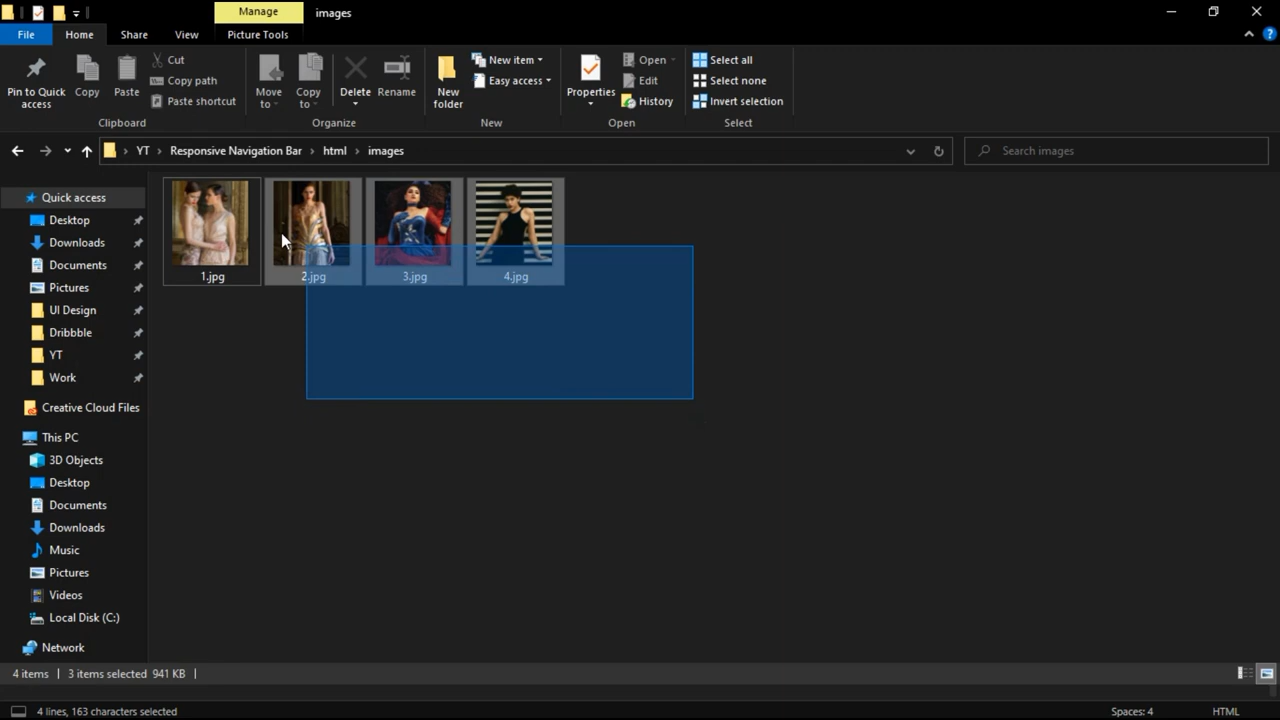 Manage
images
File
Home
Share
View
Picture Tools
Pin to Quick access
Copy
Paste
Cut
Copy path
Paste shortcut
Clipboard
Move to
Copy to
Delete
Rename
Organize
New folder
New item
Easy access
New
Properties
Open
Edit
History
Open
Select all
Select none
Invert selection
Select
YT > Responsive Navigation Bar > html > images
Search images
Quick access
Desktop
Downloads
Documents
Pictures
UI Design
Dribbble
YT
Work
Creative Cloud Files
This PC
3D Objects
Desktop
Documents
Downloads
Music
Pictures
Videos
Local Disk (C:)
Network
1.jpg
2.jpg
3.jpg
4.jpg
4 items
3 items selected 941 KB
4 lines, 163 characters selected
Spaces: 4
HTML